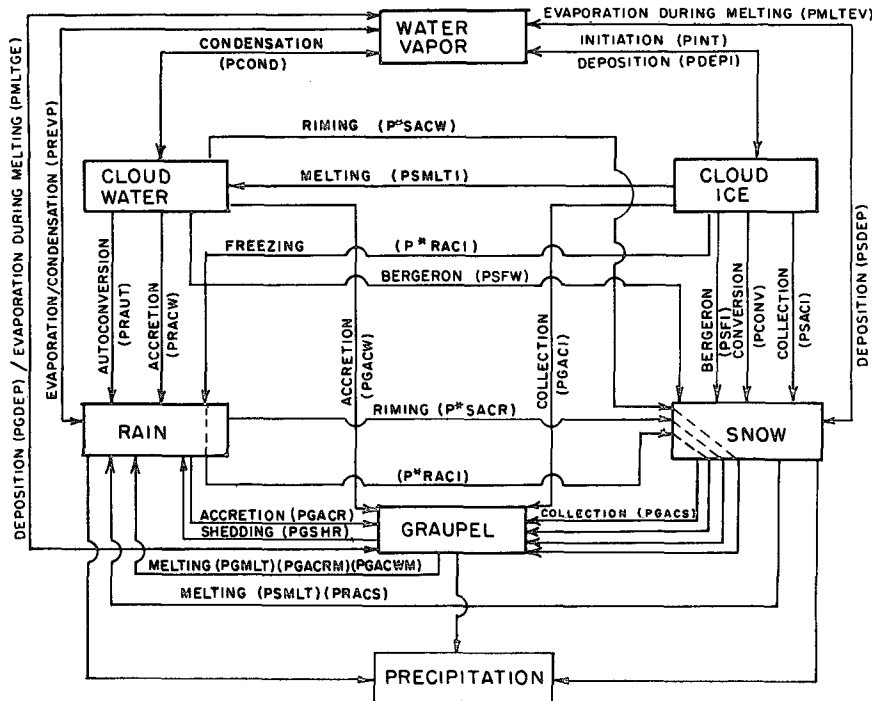 EVAPORATION DURING MELTING (PMLTEV)
WATER
VAPOR
CONDENSATION
(PCOND)
INITIATION (PINT)
DEPOSITION (PDEPI)
RIMING (P*SACW)
CLOUD
WATER
MELTING (PSMLTI)
CLOUD
ICE
FREEZING (P*RACI)
BERGERON (PSFW)
DEPOSITION (PGDEP) / EVAPORATION DURING MELTING (PMLTGE)
EVAPORATION/CONDENSATION (PREVP)
AUTOCONVERSION
(PRAUT)
ACCRETION
(PRACW)
ACCRETION
(PGACW)
COLLECTION
(PGACI)
BERGERON
(PSFI)
CONVERSION
(PCONV)
COLLECTION
(PSACI)
DEPOSITION (PSDEP)
RAIN
RIMING (P*SACR)
SNOW
(P*RACI)
ACCRETION (PGACR)
SHEDDING (PGSHR)
GRAUPEL
COLLECTION (PGACS)
MELTING (PGMLT)(PGACRM)(PGACWM)
MELTING (PSMLT)(PRACS)
PRECIPITATION